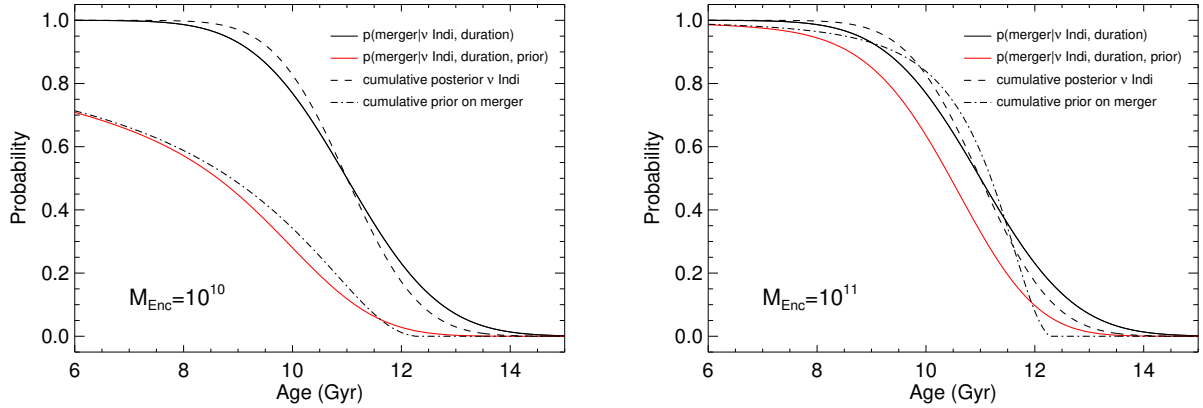 1.0
0.8
0.6
0.4
0.2
0.0
Probability
p(merger|ν Indi, duration)
p(merger|ν Indi, duration, prior)
cumulative posterior ν Indi
cumulative prior on merger
M_Enc=10^10
6 8 10 12 14
Age (Gyr)
1.0
0.8
0.6
0.4
0.2
0.0
Probability
p(merger|ν Indi, duration)
p(merger|ν Indi, duration, prior)
cumulative posterior ν Indi
cumulative prior on merger
M_Enc=10^11
6 8 10 12 14
Age (Gyr)